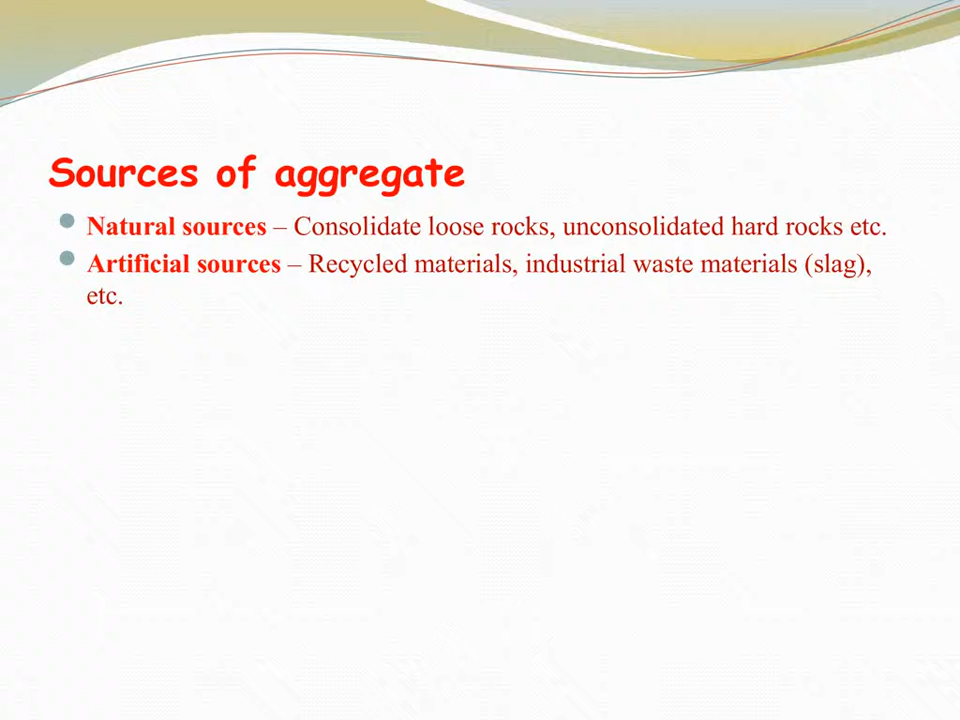 Sources of aggregate
Natural sources – Consolidate loose rocks, unconsolidated hard rocks etc.
Artificial sources – Recycled materials, industrial waste materials (slag),
etc.